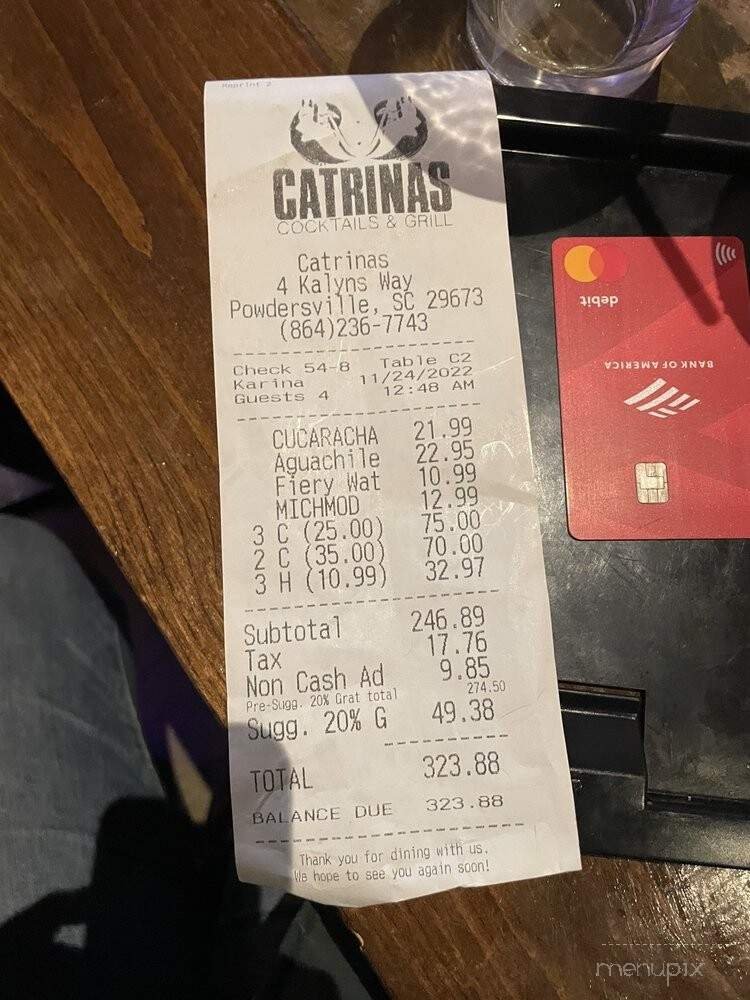 Reprint 2
CATRINAS
COCKTAILS & GRILL
Catrinas
4 Kalyns Way
Powdersville, SC 29673
(864)236-7743
Check 54-8 Table C2
Karina 11/24/2022
Guests 4 12:48 AM
CUCARACHA 21.99
Aguachile 22.95
Fiery Wat 10.99
MICHMOD 12.99
3 C (25.00) 75.00
2 C (35.00) 70.00
3 H (10.99) 32.97
Subtotal 246.89
Tax 17.76
Non Cash Ad 9.85
Pre-Sugg. 20% Grat total 274.50
Sugg. 20% G 49.38
TOTAL 323.88
BALANCE DUE 323.88
Thank you for dining with us.
We hope to see you again soon!
debit
BANK OF AMERICA
menupix